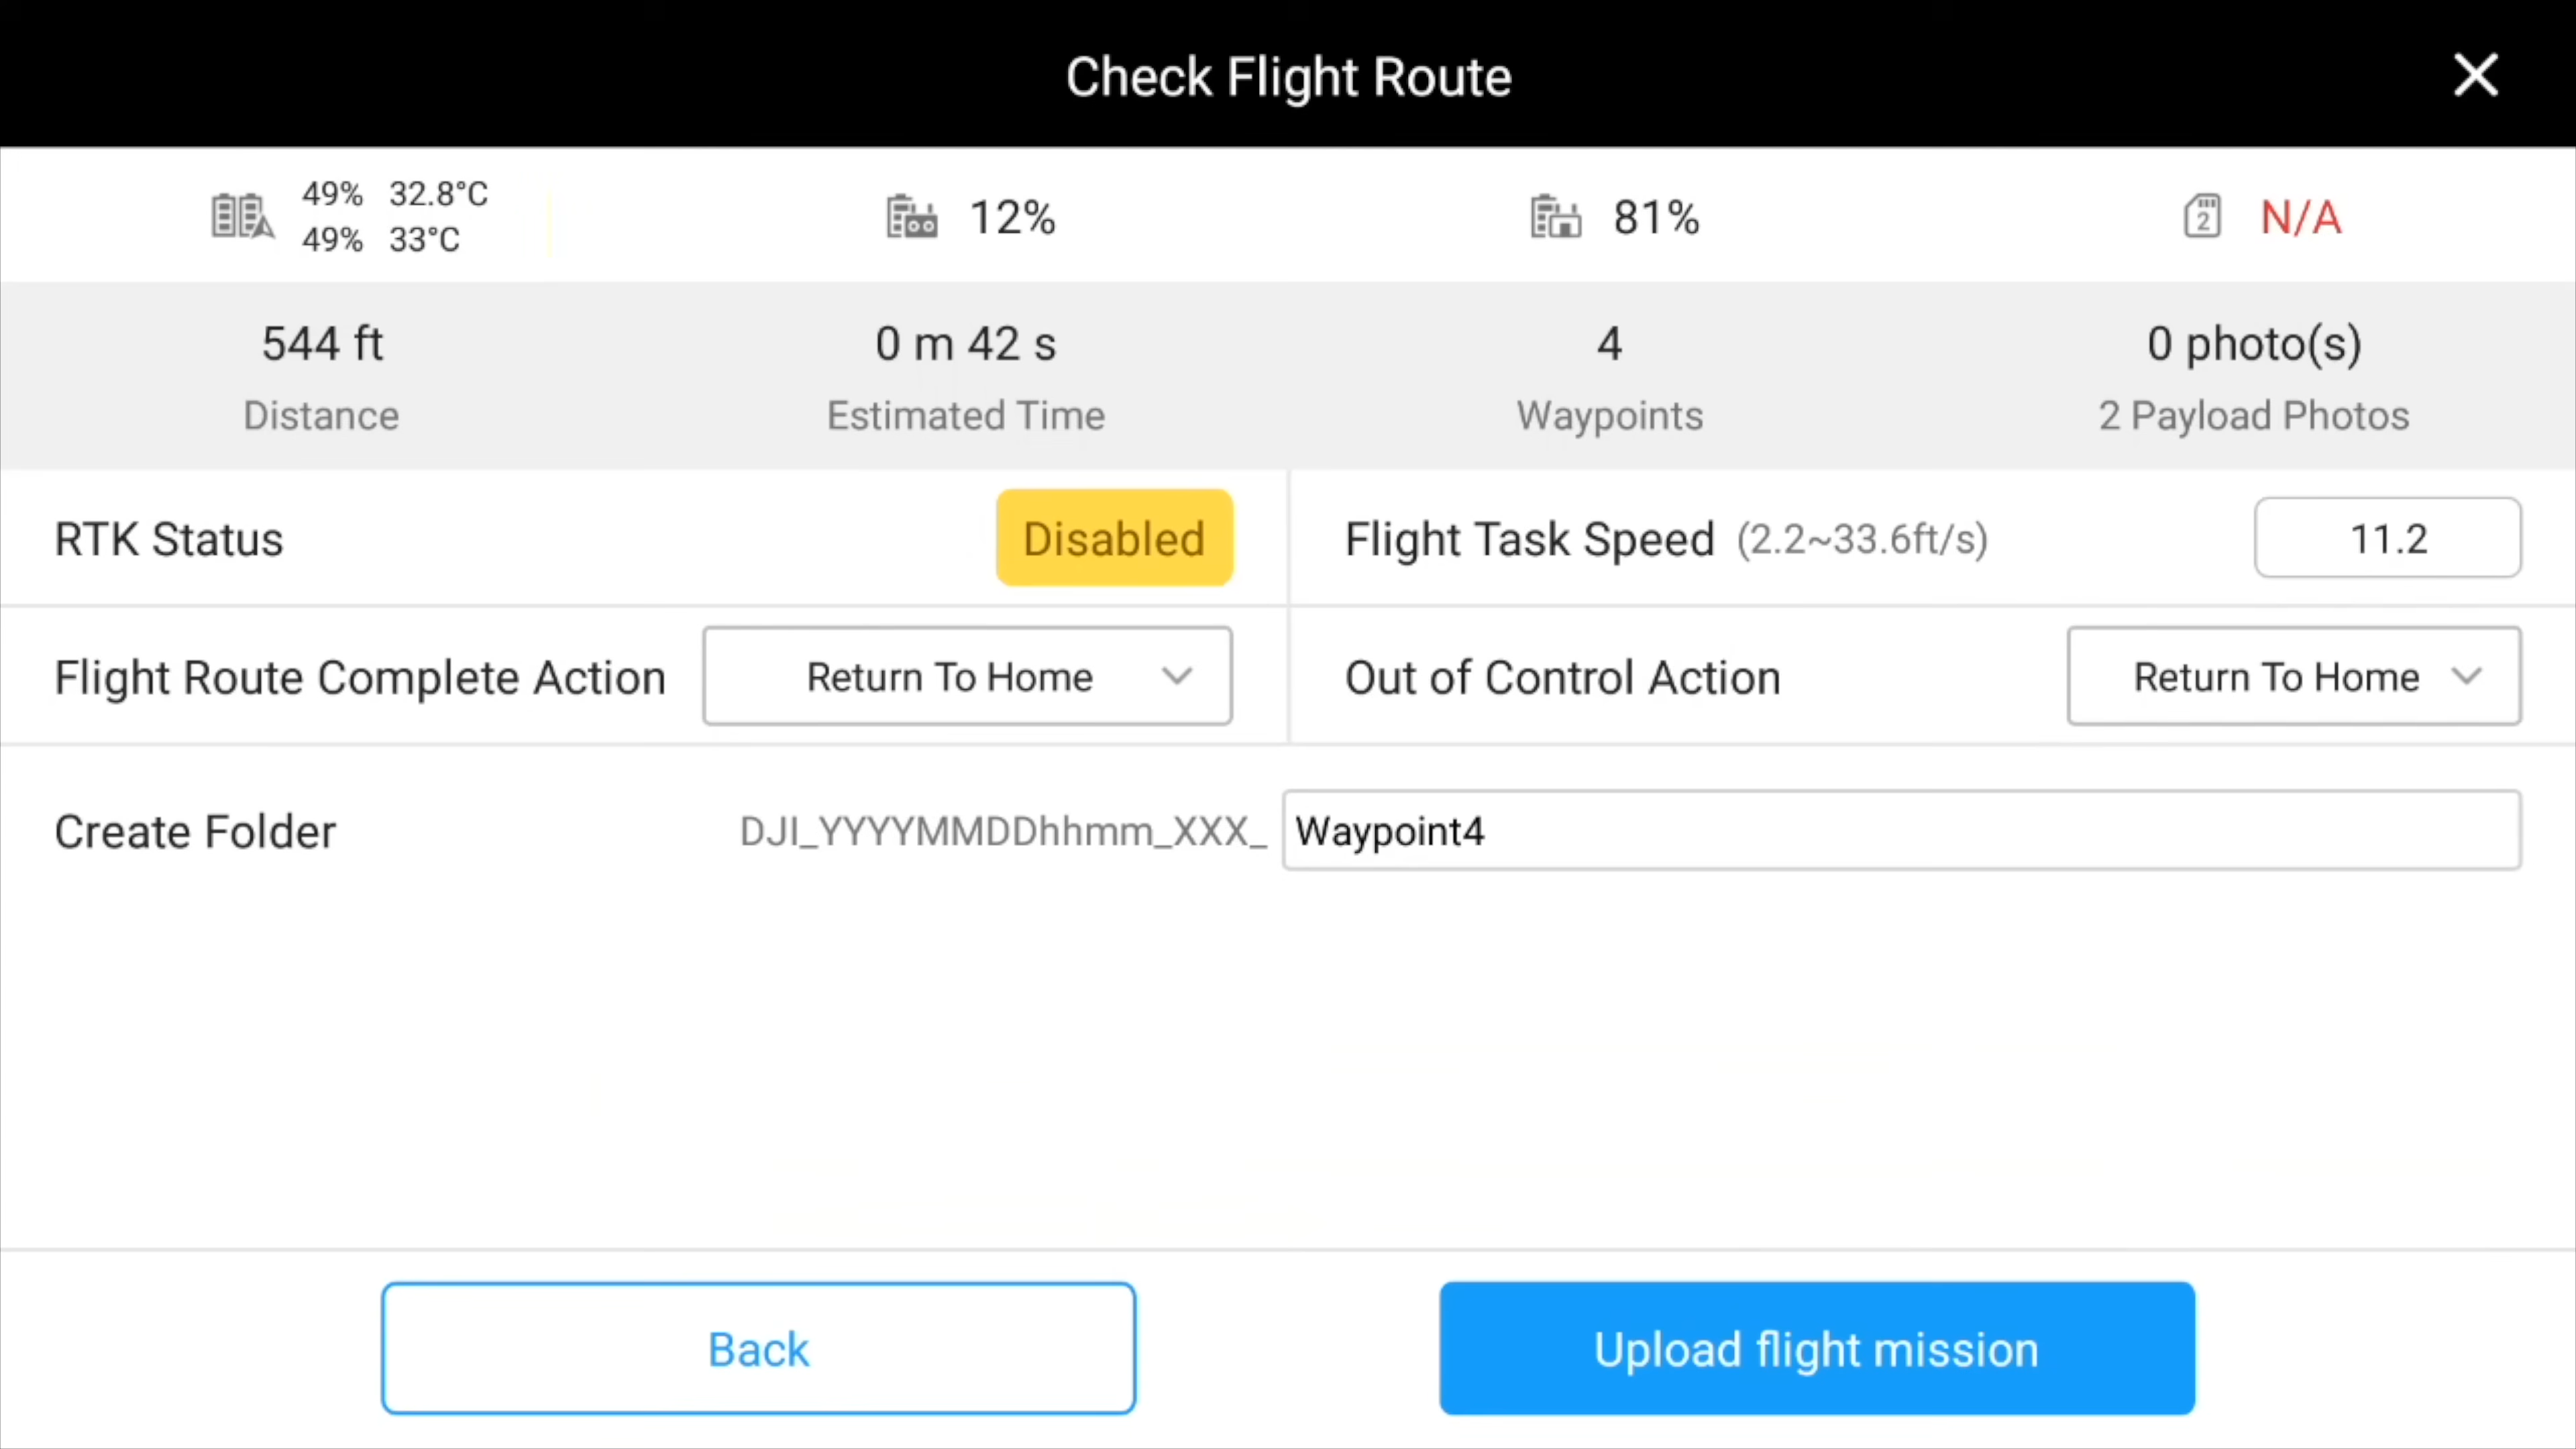 Check Flight Route
49% 32.8°C
49% 33°C
12%
81%
2
N/A
544 ft
Distance
0 m 42 s
Estimated Time
4
Waypoints
0 photo(s)
2 Payload Photos
RTK Status
Disabled
Flight Task Speed (2.2~33.6ft/s)
11.2
Flight Route Complete Action
Return To Home
Out of Control Action
Return To Home
Create Folder
DJI_YYYYMMDDhhmm_XXX_
Waypoint4
Back
Upload flight mission